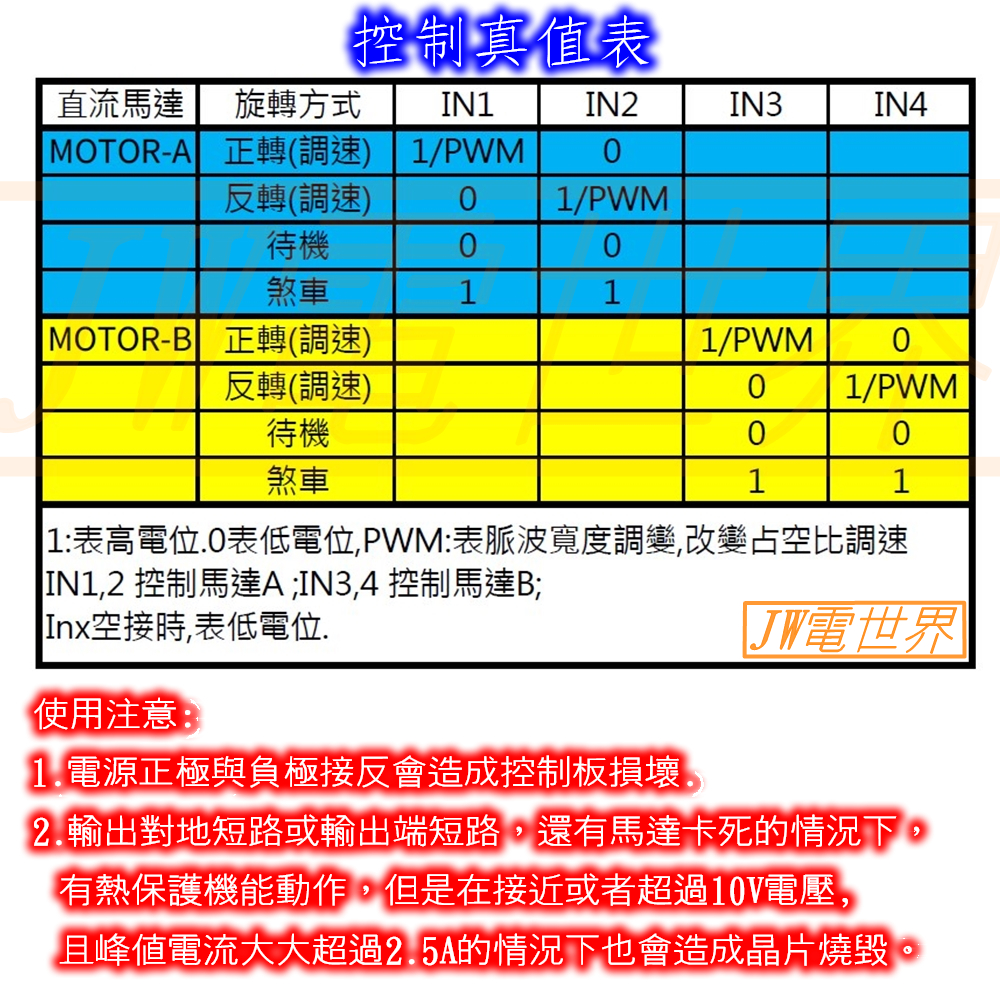 控制真值表
直流馬達 旋轉方式 IN1 IN2 IN3 IN4
MOTOR-A 正轉(調速) 1/PWM 0
反轉(調速) 0 1/PWM
待機 0 0
煞車 1 1
MOTOR-B 正轉(調速) 1/PWM 0
反轉(調速) 0 1/PWM
待機 0 0
煞車 1 1
1:表高電位.0表低電位,PWM:表脈波寬度調變,改變占空比調速
IN1,2 控制馬達A ;IN3,4 控制馬達B;
Inx空接時,表低電位.
JW電世界
JW電世界
使用注意:
1.電源正極與負極接反會造成控制板損壞.
2.輸出對地短路或輸出端短路，還有馬達卡死的情況下，
有熱保護機能動作，但是在接近或者超過10V電壓,
且峰值電流大大超過2.5A的情況下也會造成晶片燒毀。